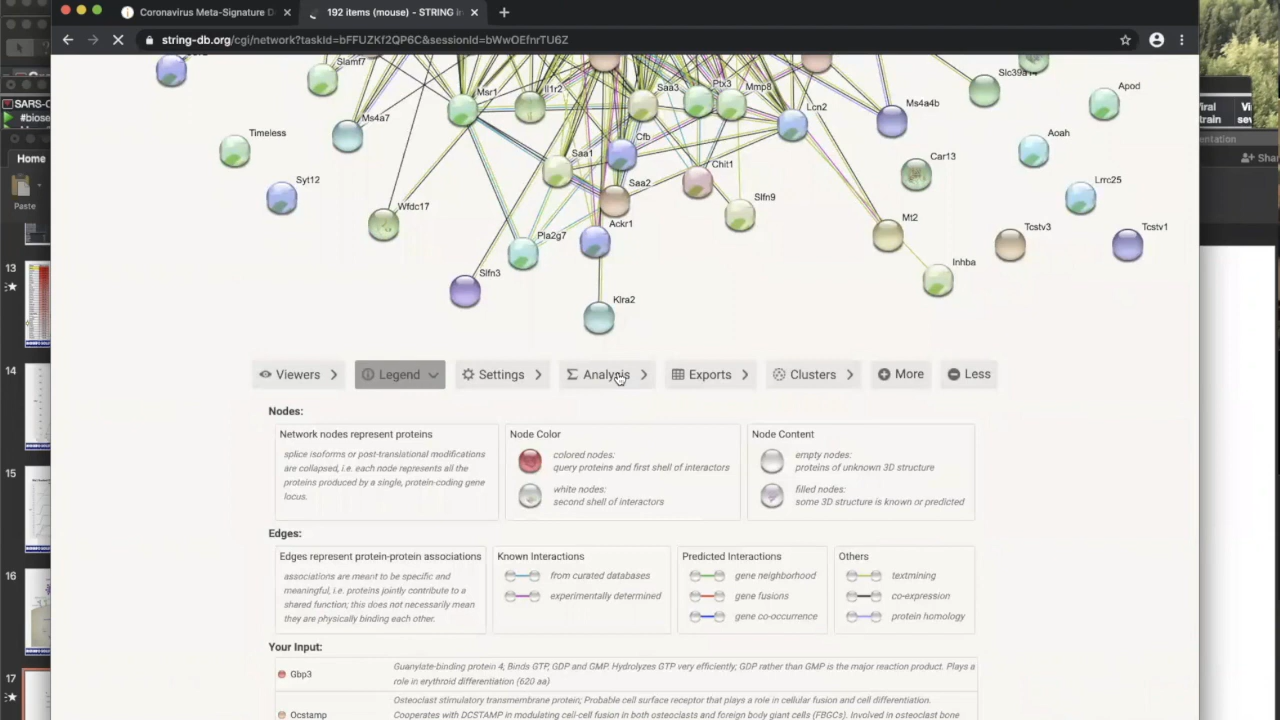 Coronavirus Meta-Signature D
192 items (mouse) - STRING in
string-db.org/cgi/network?taskId=bFFUZKf2QP6C&sessionId=bWwOEfnrTU6Z
SARS-C
#biose
Home
Paste
13
14
15
16
17
Viral
strain
sev
entation
Shar
Slamf7
Msr1
Il1r2
Saa3
Ptx3
Mmp8
Slc39a14
Apod
Lcn2
Ms4a4b
Timeless
Ms4a7
Cfb
Aoah
Saa1
Chit1
Car13
Syt12
Saa2
Lrrc25
Wfdc17
Slfn9
Ackr1
Mt2
Tcstv3
Tcstv1
Pla2g7
Inhba
Slfn3
Klra2
Viewers
Legend
Settings
Analysis
Exports
Clusters
More
Less
Nodes:
Network nodes represent proteins
splice isoforms or post-translational modifications
are collapsed, i.e. each node represents all the
proteins produced by a single, protein-coding gene
locus.
Node Color
colored nodes:
query proteins and first shell of interactors
white nodes:
second shell of interactors
Node Content
empty nodes:
proteins of unknown 3D structure
filled nodes:
some 3D structure is known or predicted
Edges:
Edges represent protein-protein associations
associations are meant to be specific and
meaningful, i.e. proteins jointly contribute to a
shared function; this does not necessarily mean
they are physically binding each other.
Known Interactions
from curated databases
experimentally determined
Predicted Interactions
gene neighborhood
gene fusions
gene co-occurrence
Others
textmining
co-expression
protein homology
Your Input:
Gbp3
Guanylate-binding protein 4; Binds GTP, GDP and GMP. Hydrolyzes GTP very efficiently; GDP rather than GMP is the major reaction product. Plays a
role in erythroid differentiation (620 aa)
Ocstamp
Osteoclast stimulatory transmembrane protein; Probable cell surface receptor that plays a role in cellular fusion and cell differentiation.
Cooperates with DCSTAMP in modulating cell-cell fusion in both osteoclasts and foreign body giant cells (FBGCs). Involved in osteoclast bone